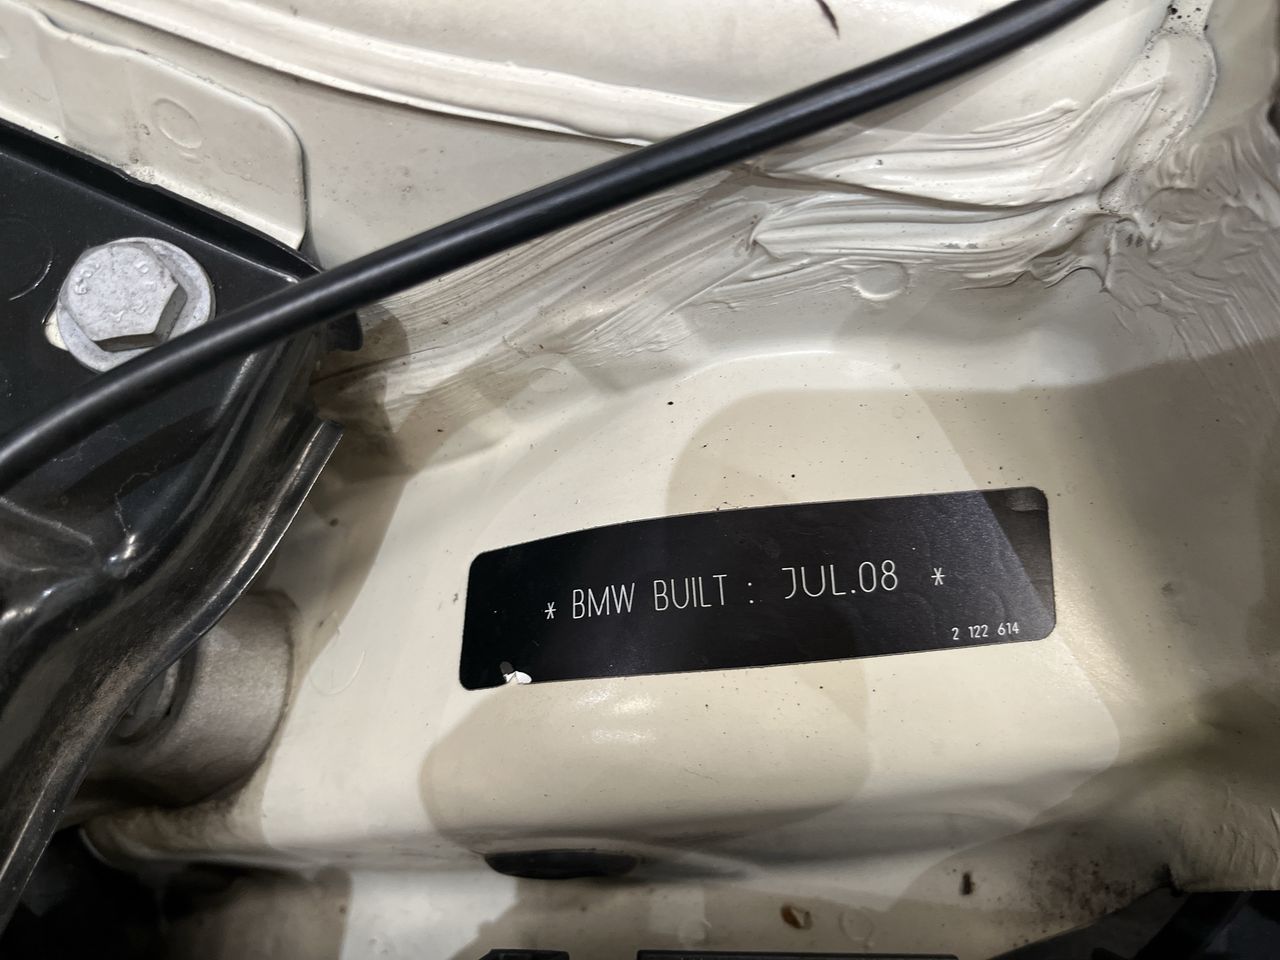 * BMW BUILT : JUL.08 *
2 122 614